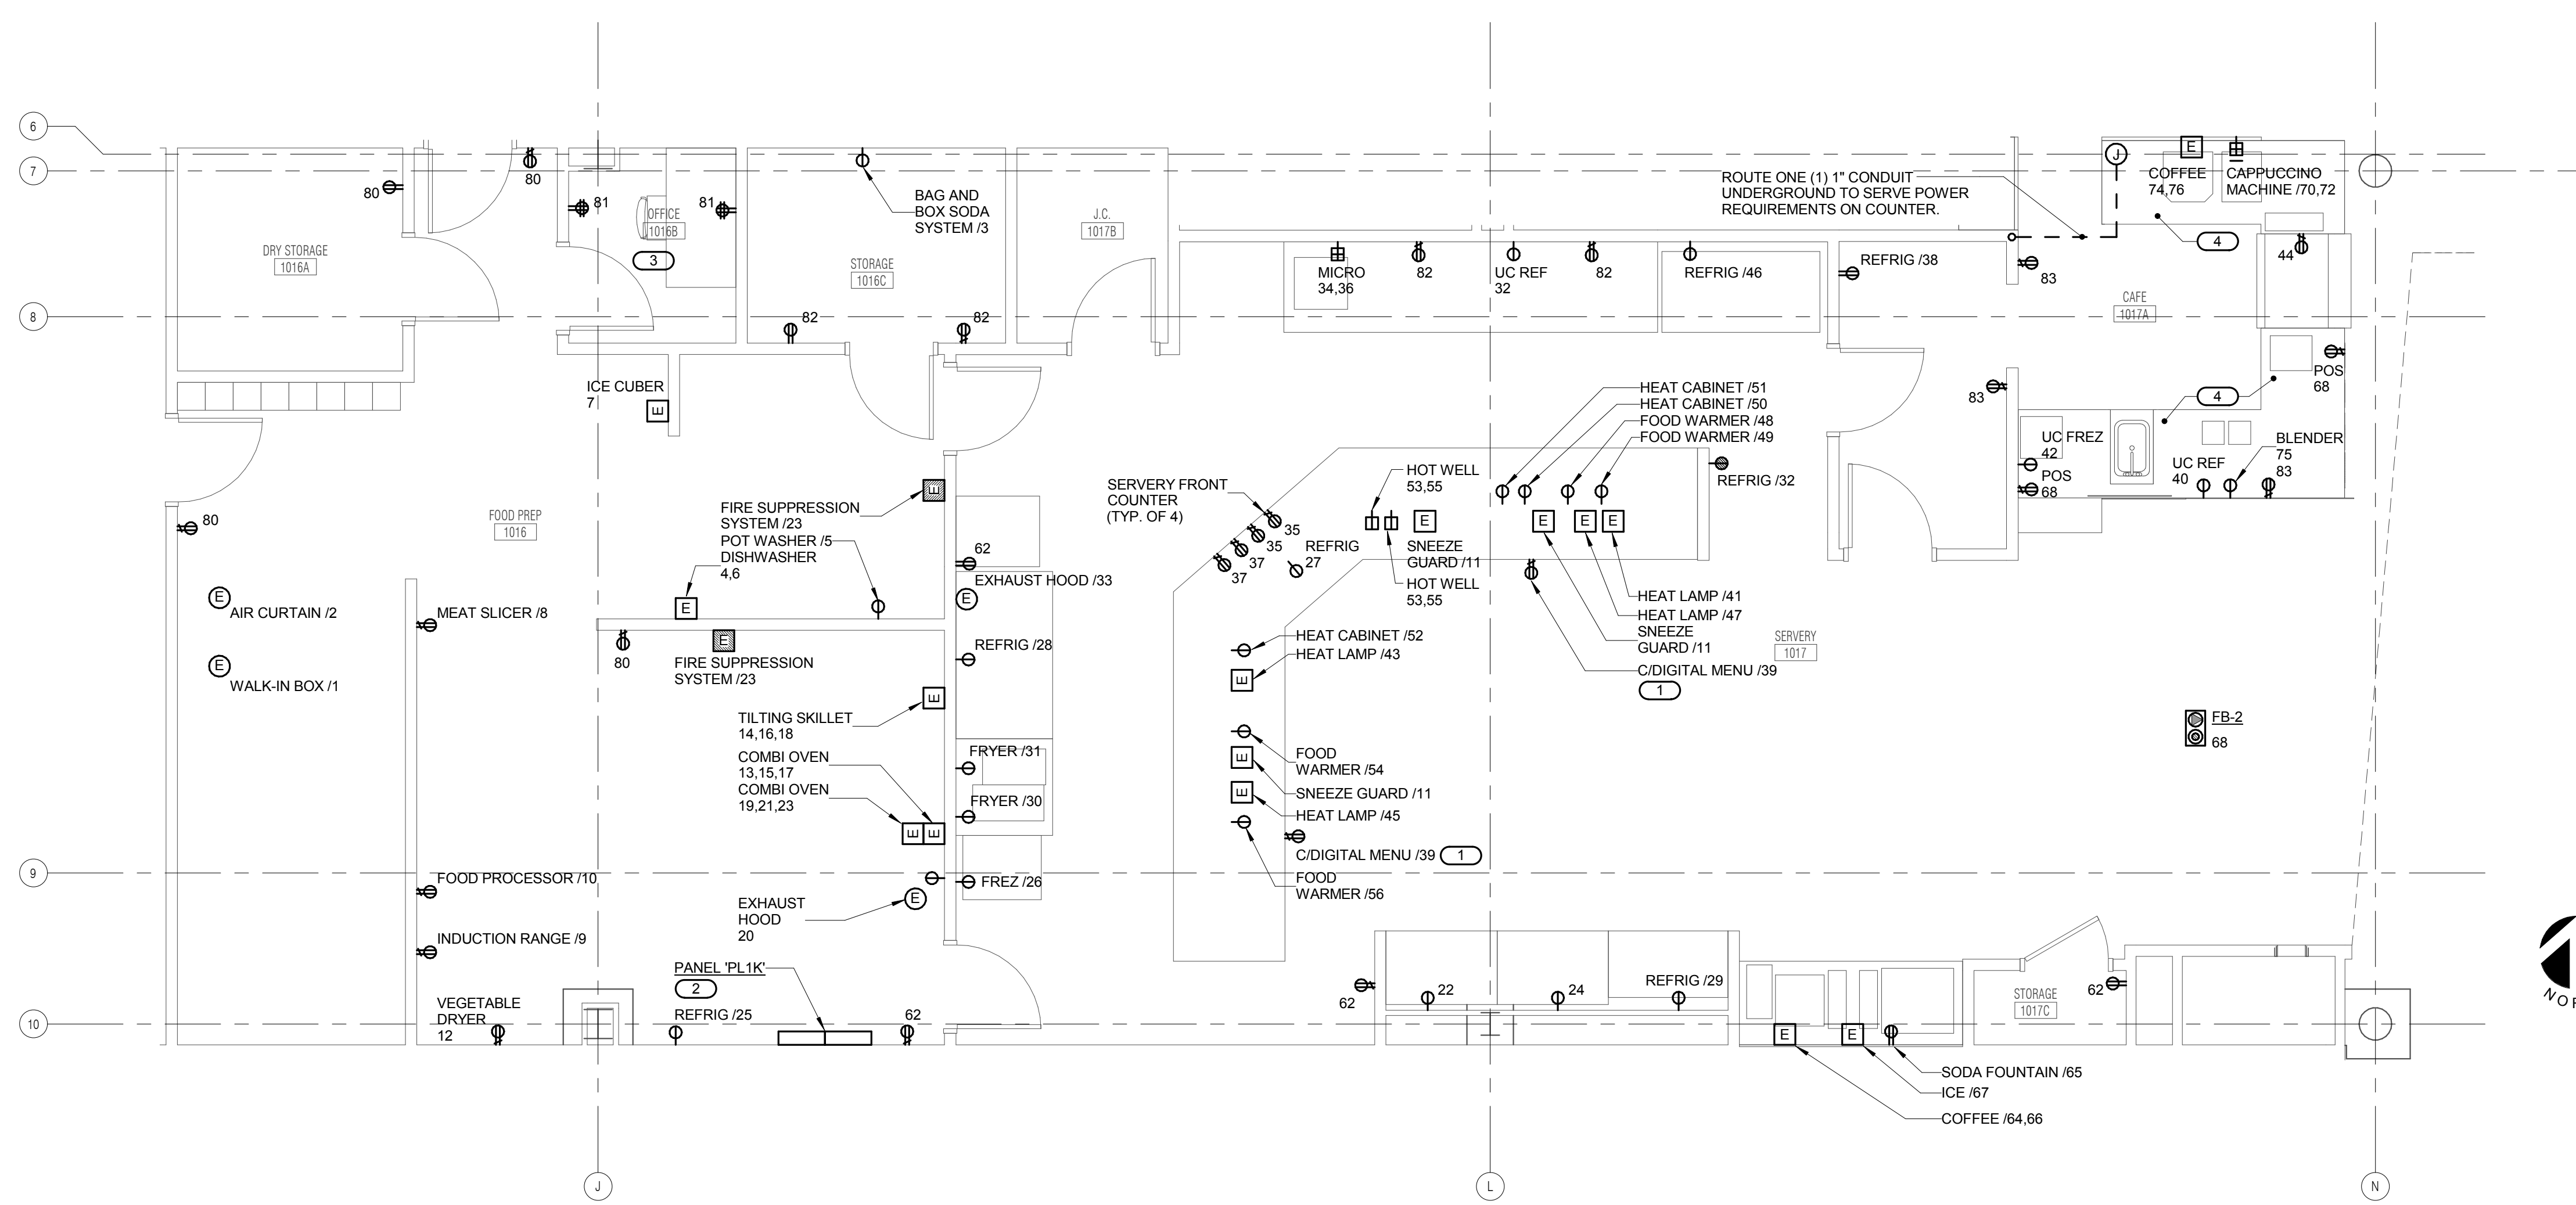 6
7
8
9
10
J
L
N
DRY STORAGE
1016A
80
80
81
OFFICE
1016B
3
81
BAG AND
BOX SODA
SYSTEM /3
STORAGE
1016C
82
82
J.C.
1017B
ROUTE ONE (1) 1" CONDUIT
UNDERGROUND TO SERVE POWER
REQUIREMENTS ON COUNTER.
J
E
COFFEE
74,76
CAPPUCCINO
MACHINE /70,72
4
44
MICRO
34,36
82
UC REF
32
82
REFRIG /46
REFRIG /38
83
CAFE
1017A
POS
68
4
83
UC FREZ
42
POS
68
UC REF
40
BLENDER
75
83
ICE CUBER
7
E
HEAT CABINET /51
HEAT CABINET /50
FOOD WARMER /48
FOOD WARMER /49
HOT WELL
53,55
REFRIG /32
SERVERY FRONT
COUNTER
(TYP. OF 4)
35
35
37
37
REFRIG
27
E
SNEEZE
GUARD /11
HOT WELL
53,55
E
E
E
HEAT LAMP /41
HEAT LAMP /47
SNEEZE
GUARD /11
C/DIGITAL MENU /39
1
SERVERY
1017
FOOD PREP
1016
80
E
FIRE SUPPRESSION
SYSTEM /23
POT WASHER /5
DISHWASHER
4,6
E
62
EXHAUST HOOD /33
E
E
AIR CURTAIN /2
E
WALK-IN BOX /1
MEAT SLICER /8
80
E
FIRE SUPPRESSION
SYSTEM /23
REFRIG /28
E
TILTING SKILLET
14,16,18
COMBI OVEN
13,15,17
COMBI OVEN
19,21,23
E
E
FRYER /31
FRYER /30
FREZ /26
HEAT CABINET /52
HEAT LAMP /43
E
FOOD
WARMER /54
E
SNEEZE GUARD /11
E
HEAT LAMP /45
C/DIGITAL MENU /39
1
FOOD
WARMER /56
FB-2
68
FOOD PROCESSOR /10
INDUCTION RANGE /9
EXHAUST
HOOD
20
E
PANEL 'PL1K'
2
VEGETABLE
DRYER
12
REFRIG /25
62
62
22
24
REFRIG /29
E
E
SODA FOUNTAIN /65
ICE /67
COFFEE /64,66
STORAGE
1017C
62